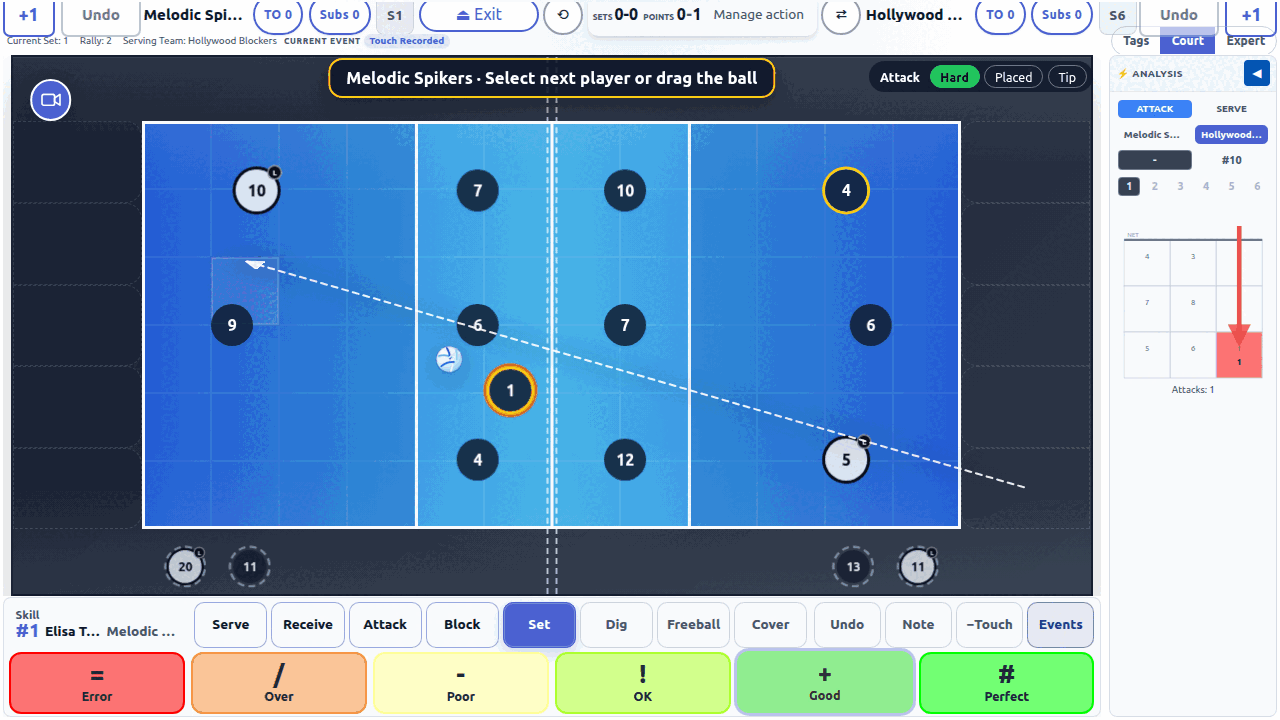 +1 Undo Melodic Spi... TO 0 Subs 0 S1 ⏏ Exit ⟲ SETS 0-0 POINTS 0-1 Manage action ⇄ Hollywood ... TO 0 Subs 0 S6 Undo +1
Current Set: 1 Rally: 2 Serving Team: Hollywood Blockers CURRENT EVENT Touch Recorded
Tags Court Expert
Melodic Spikers · Select next player or drag the ball
Attack Hard Placed Tip
10 L 7 10 4
9 6 7 6
1
4 12 5 L
20 L 11 13 11 L
⚡ ANALYSIS ◀
ATTACK SERVE
Melodic S... Hollywood...
- #10
1 2 3 4 5 6
NET
4 3
7 8
5 6 1
Attacks: 1
Skill
#1 Elisa T... Melodic ...
Serve Receive Attack Block Set Dig Freeball Cover Undo Note −Touch Events
= / - ! + #
Error Over Poor OK Good Perfect